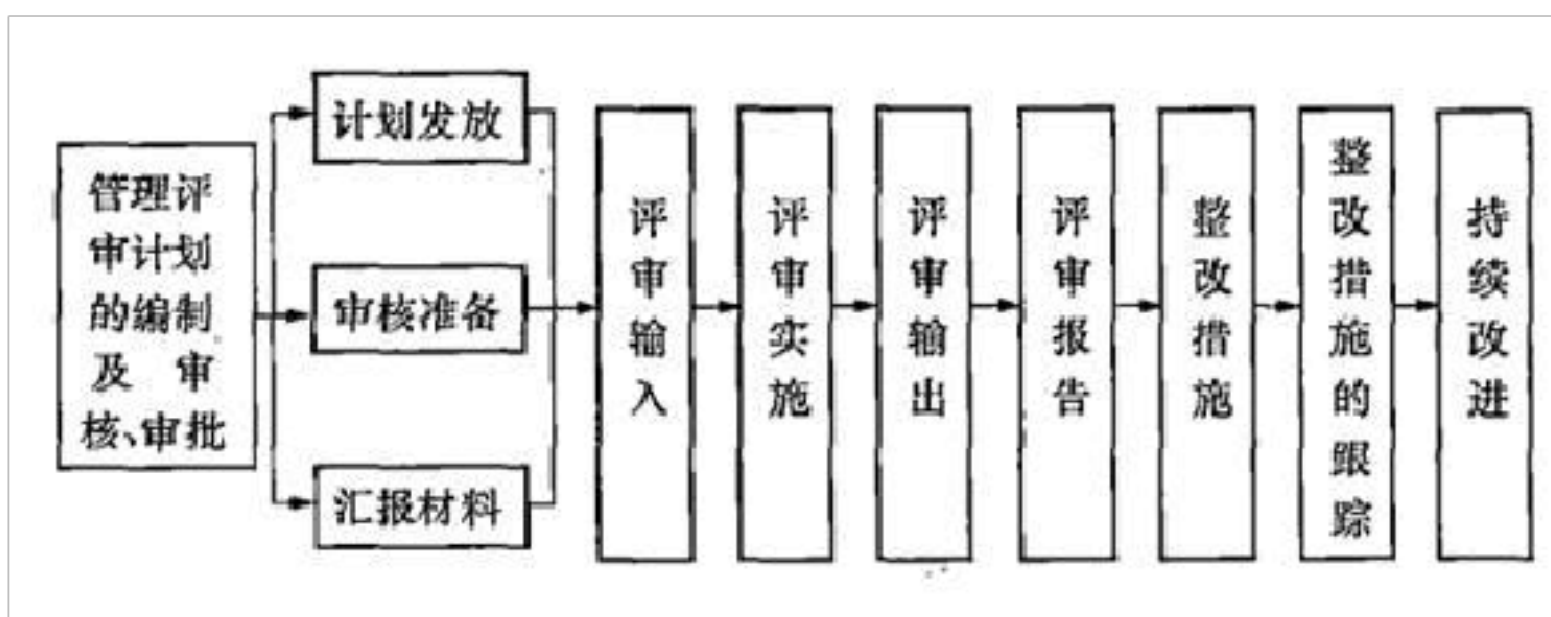 管理评
审计划
的编制
及 审
核、审批
计划发放
审核准备
汇报材料
评审输入
评审实施
评审输出
评审报告
整改措施
整改措施的跟踪
持续改进